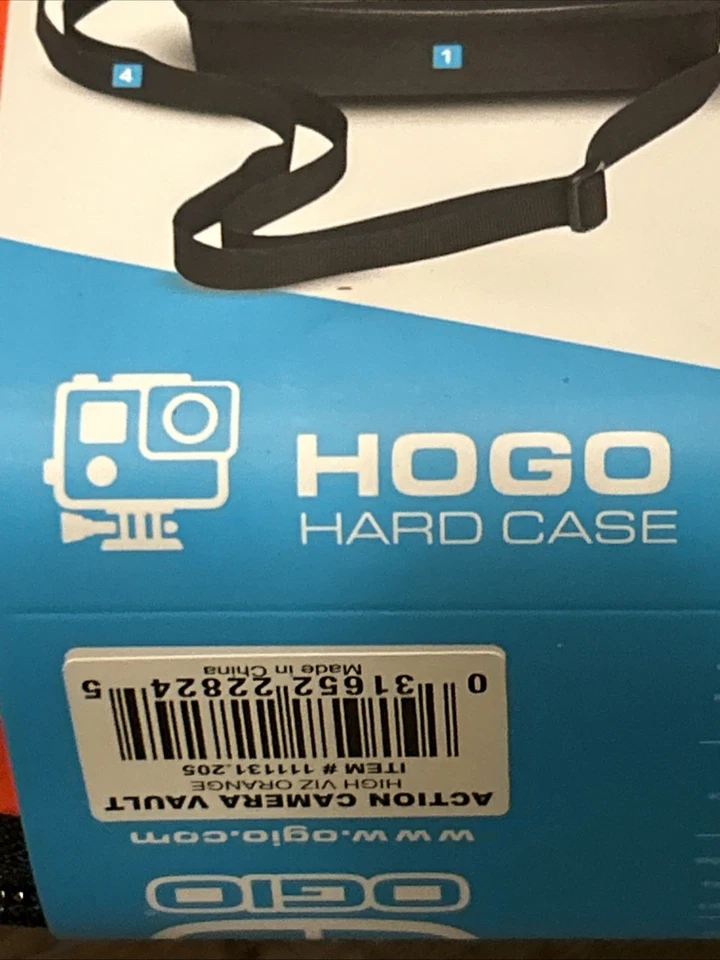 4
1
HOGO
HARD CASE
OGIO
www.ogio.com
ACTION CAMERA VAULT
HIGH VIZ ORANGE
ITEM # 111131.205
0 31652 22824 5
Made in China